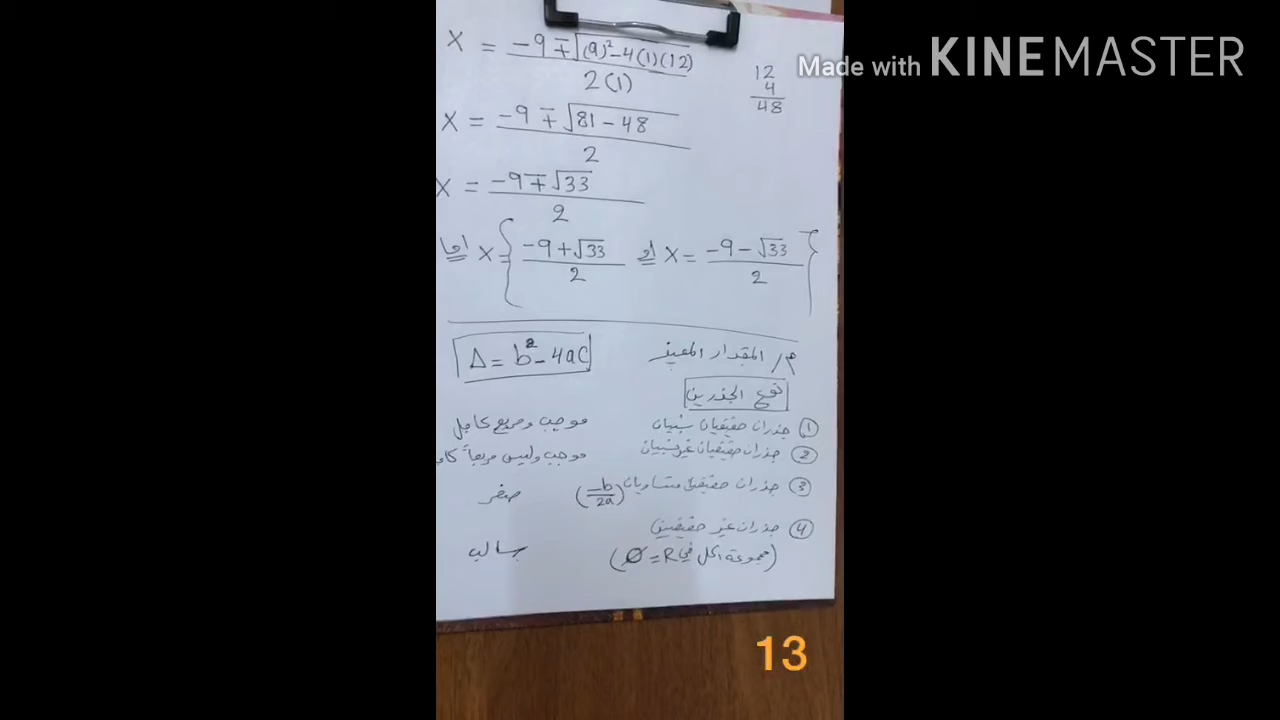 Made with KINEMASTER
X = -9 ∓ √(9)² - 4(1)(12) / 2(1)
12
4
48
X = -9 ∓ √81 - 48 / 2
X = -9 ∓ √33 / 2
اما X = { -9 + √33 / 2 او X = -9 - √33 / 2 }
م/ المقدار المميز Δ = b² - 4ac
نوع الجذرين
① جذران حقيقيان نسبيان موجب ومربع كامل
② جذران حقيقيان غير نسبيان موجب وليس مربعاً
③ جذران حقيقيان متساويان (-b / 2a) صفر
④ جذران غير حقيقيين
(مجموعة الحل في R = Ø) سالب
13